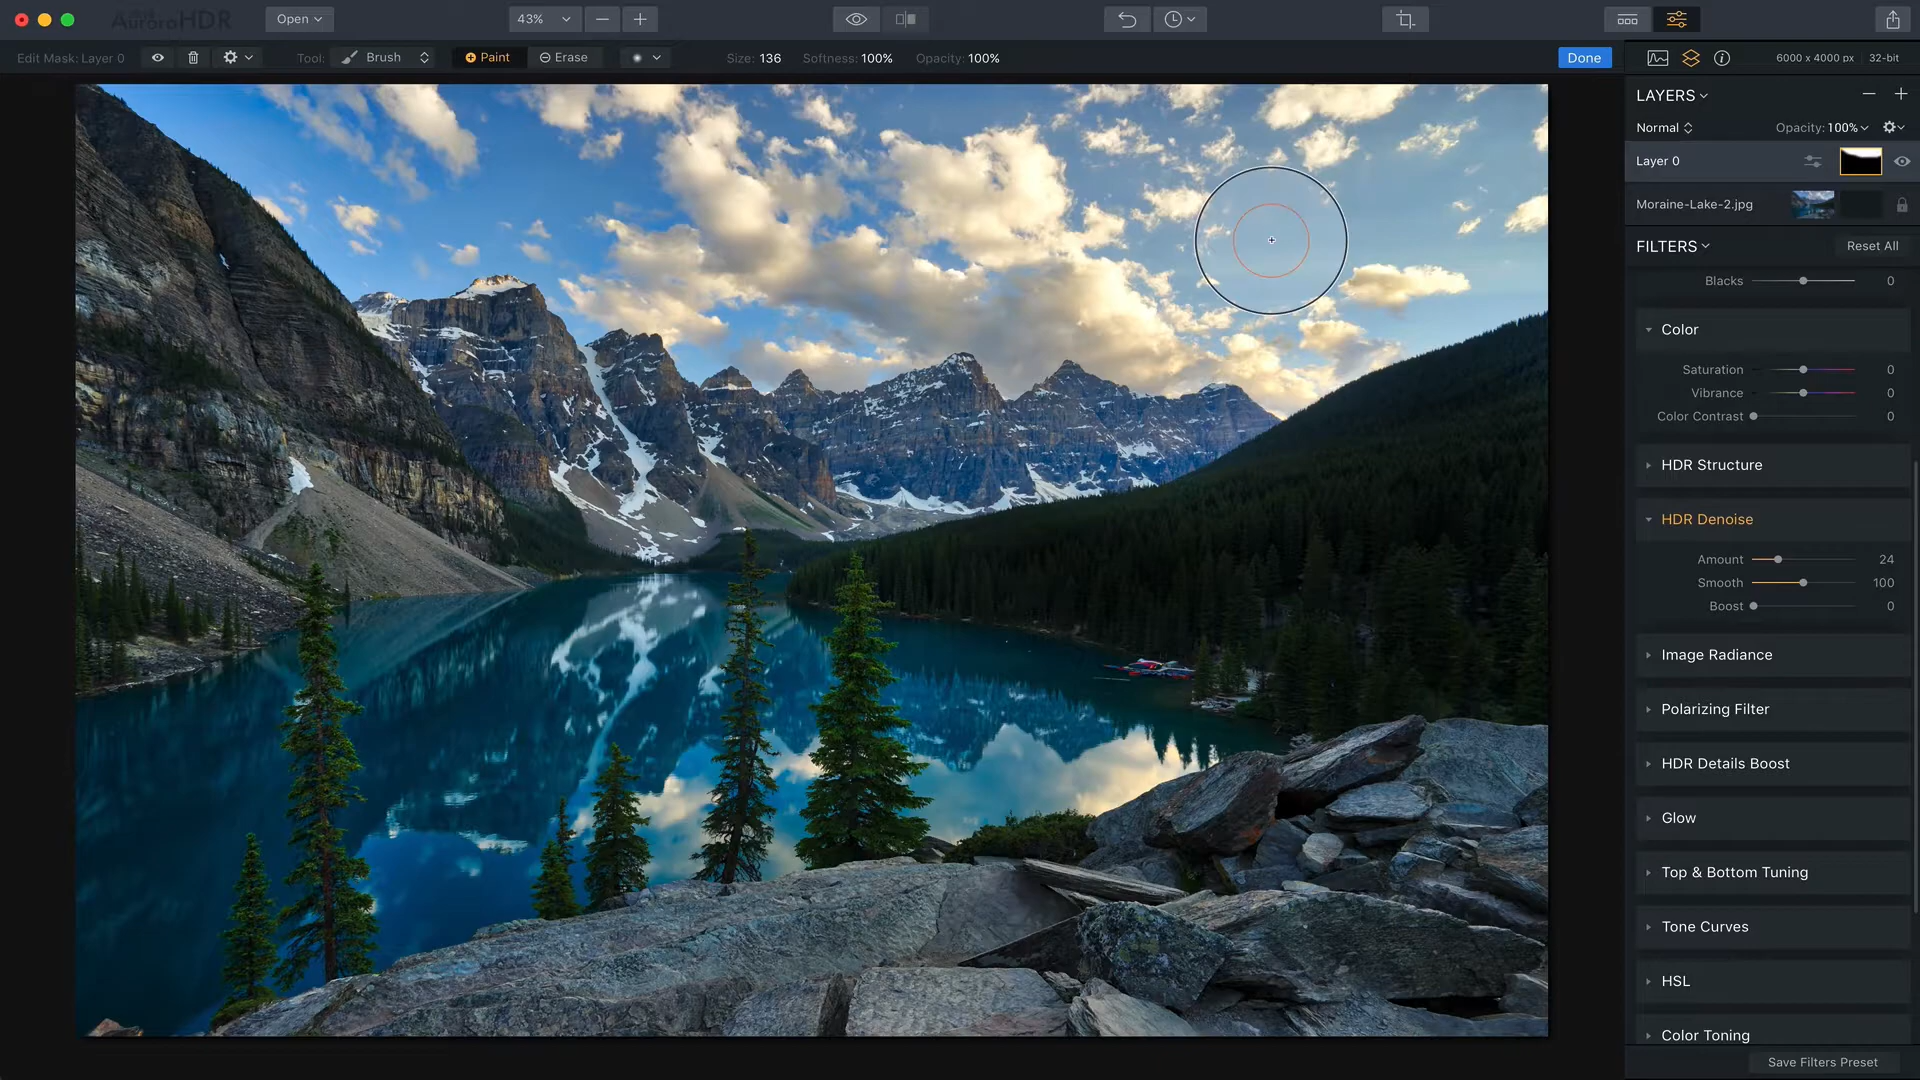 AuroraHDR
Open
43%
Edit Mask: Layer 0
Tool:
Brush
Paint
Erase
Size: 136
Softness: 100%
Opacity: 100%
Done
6000 x 4000 px
32-bit
LAYERS
Normal
Opacity: 100%
Layer 0
Moraine-Lake-2.jpg
FILTERS
Reset All
Blacks 0
Color
Saturation 0
Vibrance 0
Color Contrast 0
HDR Structure
HDR Denoise
Amount 24
Smooth 100
Boost 0
Image Radiance
Polarizing Filter
HDR Details Boost
Glow
Top & Bottom Tuning
Tone Curves
HSL
Color Toning
Save Filters Preset